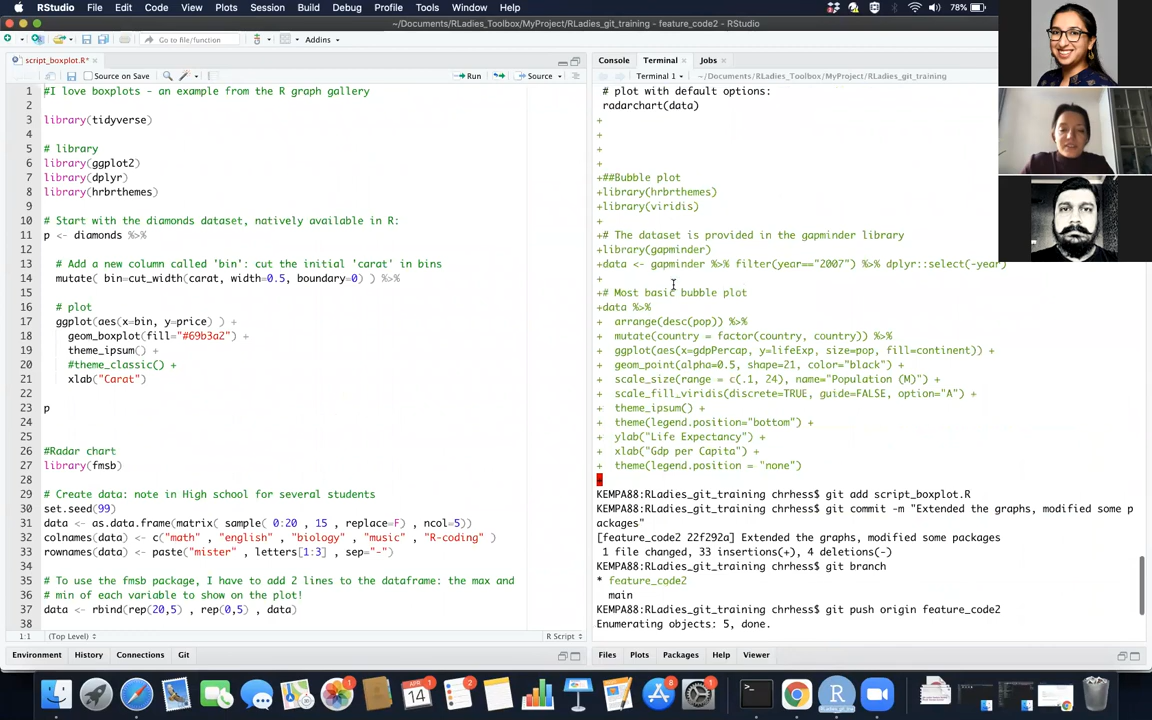 RStudio File Edit Code View Plots Session Build Debug Profile Tools Window Help 78%
~/Documents/RLadies_Toolbox/MyProject/RLadies_git_training - feature_code2 - RStudio
Go to file/function Addins
script_boxplot.R*
Source on Save Run Source
1 #I love boxplots - an example from the R graph gallery
2
3 library(tidyverse)
4
5 # library
6 library(ggplot2)
7 library(dplyr)
8 library(hrbrthemes)
9
10 # Start with the diamonds dataset, natively available in R:
11 p <- diamonds %>%
12
13 # Add a new column called 'bin': cut the initial 'carat' in bins
14 mutate( bin=cut_width(carat, width=0.5, boundary=0) ) %>%
15
16 # plot
17 ggplot(aes(x=bin, y=price) ) +
18 geom_boxplot(fill="#69b3a2") +
19 theme_ipsum() +
20 #theme_classic() +
21 xlab("Carat")
22
23 p
24
25
26 #Radar chart
27 library(fmsb)
28
29 # Create data: note in High school for several students
30 set.seed(99)
31 data <- as.data.frame(matrix( sample( 0:20 , 15 , replace=F) , ncol=5))
32 colnames(data) <- c("math" , "english" , "biology" , "music" , "R-coding" )
33 rownames(data) <- paste("mister" , letters[1:3] , sep="-")
34
35 # To use the fmsb package, I have to add 2 lines to the dataframe: the max and
36 # min of each variable to show on the plot!
37 data <- rbind(rep(20,5) , rep(0,5) , data)
38
1:1 (Top Level) R Script
Environment History Connections Git
Console Terminal Jobs
Terminal 1 ~/Documents/RLadies_Toolbox/MyProject/RLadies_git_training
# plot with default options:
radarchart(data)
+
+
+
+
+##Bubble plot
+library(hrbrthemes)
+library(viridis)
+
+# The dataset is provided in the gapminder library
+library(gapminder)
+data <- gapminder %>% filter(year=="2007") %>% dplyr::select(-year)
+
+# Most basic bubble plot
+data %>%
+ arrange(desc(pop)) %>%
+ mutate(country = factor(country, country)) %>%
+ ggplot(aes(x=gdpPercap, y=lifeExp, size=pop, fill=continent)) +
+ geom_point(alpha=0.5, shape=21, color="black") +
+ scale_size(range = c(.1, 24), name="Population (M)") +
+ scale_fill_viridis(discrete=TRUE, guide=FALSE, option="A") +
+ theme_ipsum() +
+ theme(legend.position="bottom") +
+ ylab("Life Expectancy") +
+ xlab("Gdp per Capita") +
+ theme(legend.position = "none")
+
KEMPA88:RLadies_git_training chrhess$ git add script_boxplot.R
KEMPA88:RLadies_git_training chrhess$ git commit -m "Extended the graphs, modified some p
ackages"
[feature_code2 22f292a] Extended the graphs, modified some packages
1 file changed, 33 insertions(+), 4 deletions(-)
KEMPA88:RLadies_git_training chrhess$ git branch
* feature_code2
main
KEMPA88:RLadies_git_training chrhess$ git push origin feature_code2
Enumerating objects: 5, done.
Files Plots Packages Help Viewer